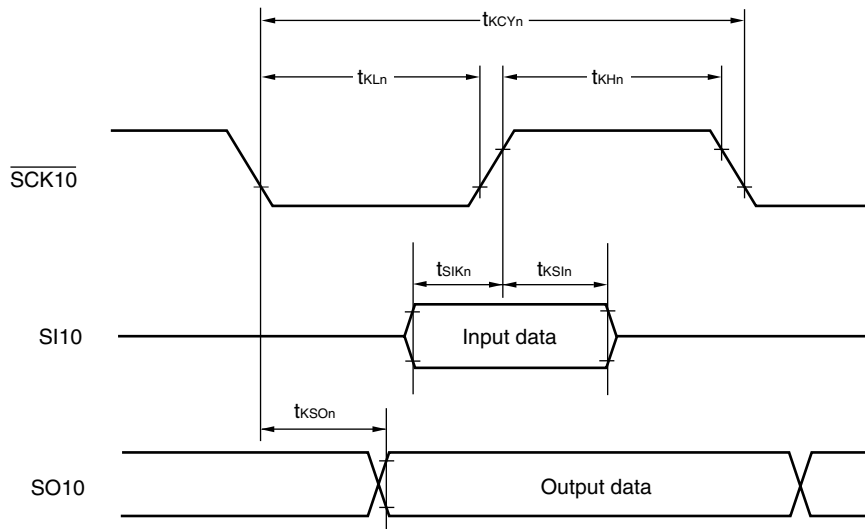 tKCYn
tKLn
tKHn
SCK10
tSIKn
tKSIn
SI10
Input data
tKSOn
SO10
Output data